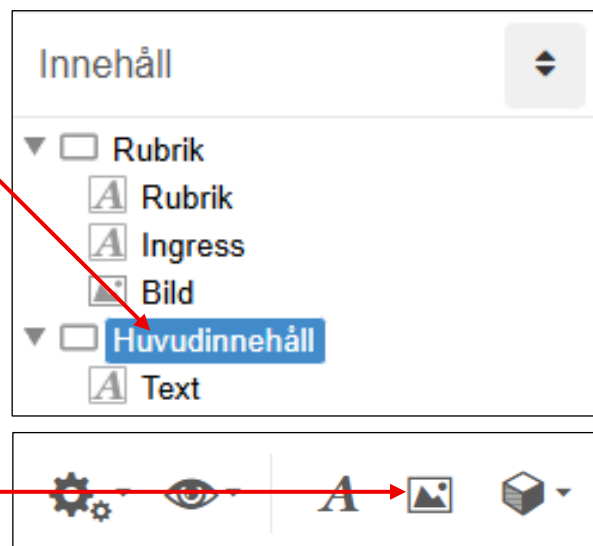 Innehåll
Rubrik
A Rubrik
A Ingress
Bild
Huvudinnehåll
A Text
A